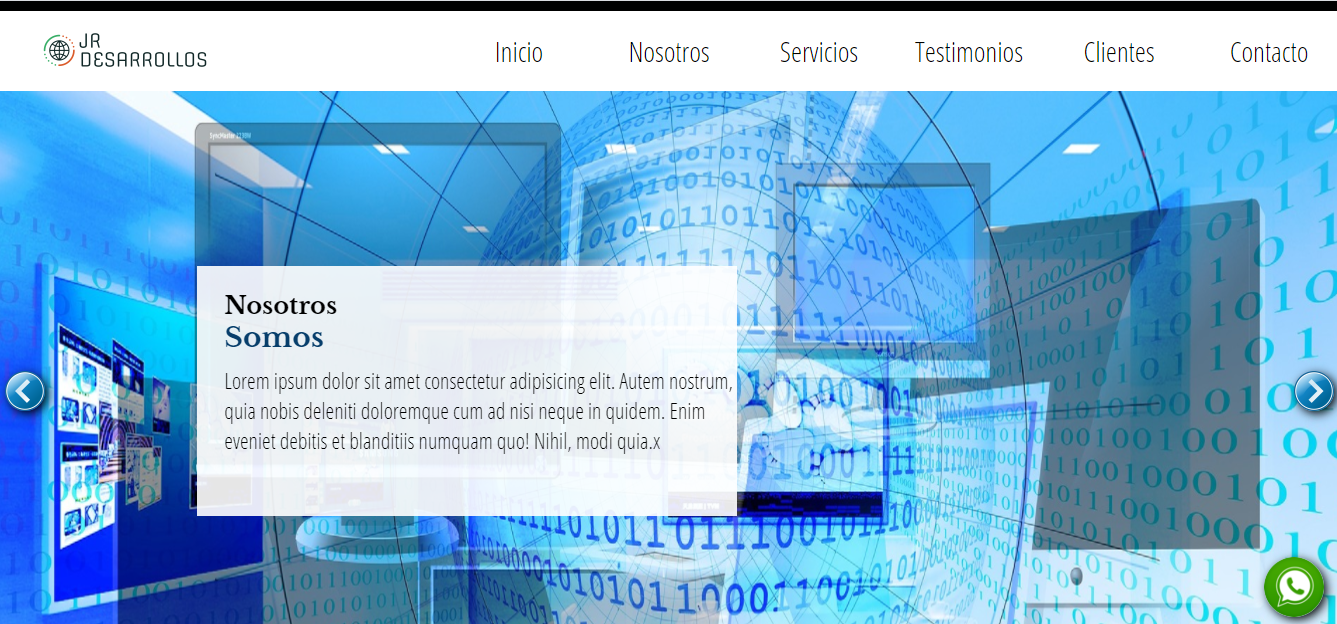 JR
DESARROLLOS
Inicio
Nosotros
Servicios
Testimonios
Clientes
Contacto
Nosotros
Somos
Lorem ipsum dolor sit amet consectetur adipisicing elit. Autem nostrum,
quia nobis deleniti doloremque cum ad nisi neque in quidem. Enim
eveniet debitis et blanditiis numquam quo! Nihil, modi quia.x